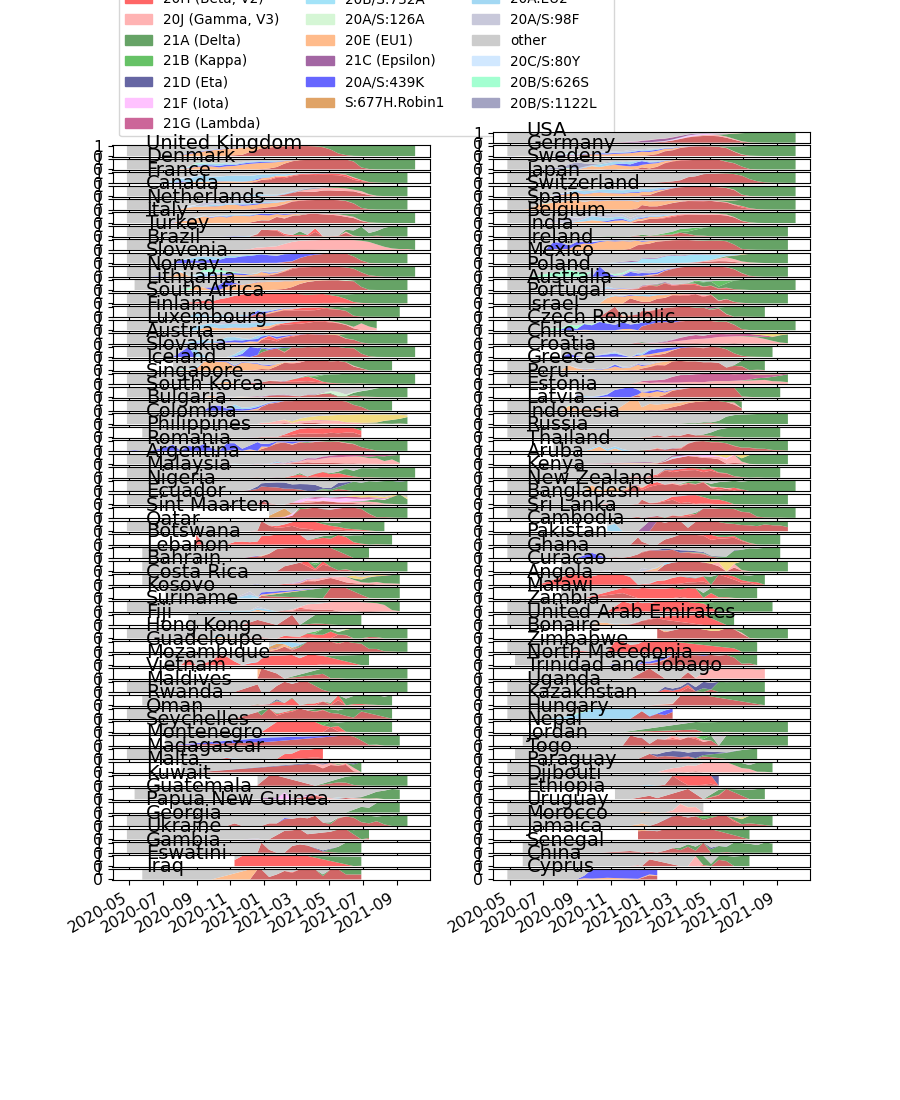 20H (Beta, V2)
20B/S:732A
20A.EU2
20J (Gamma, V3)
20A/S:126A
20A/S:98F
21A (Delta)
20E (EU1)
other
21B (Kappa)
21C (Epsilon)
20C/S:80Y
21D (Eta)
20A/S:439K
20B/S:626S
21F (Iota)
S:677H.Robin1
20B/S:1122L
21G (Lambda)
United Kingdom
Denmark
France
Canada
Netherlands
Italy
Turkey
Brazil
Slovenia
Norway
Lithuania
South Africa
Finland
Luxembourg
Austria
Slovakia
Iceland
Singapore
South Korea
Bulgaria
Colombia
Philippines
Romania
Argentina
Malaysia
Nigeria
Ecuador
Sint Maarten
Qatar
Botswana
Lebanon
Bahrain
Costa Rica
Kosovo
Suriname
Fiji
Hong Kong
Guadeloupe
Mozambique
Vietnam
Maldives
Rwanda
Oman
Seychelles
Montenegro
Madagascar
Malta
Kuwait
Guatemala
Papua New Guinea
Georgia
Ukraine
Gambia
Eswatini
Iraq
0
2020-05
2020-07
2020-09
2020-11
2021-01
2021-03
2021-05
2021-07
2021-09
USA
Germany
Sweden
Japan
Switzerland
Spain
Belgium
India
Ireland
Mexico
Poland
Australia
Portugal
Israel
Czech Republic
Chile
Croatia
Greece
Peru
Estonia
Latvia
Indonesia
Russia
Thailand
Aruba
Kenya
New Zealand
Bangladesh
Sri Lanka
Cambodia
Pakistan
Ghana
Curacao
Angola
Malawi
Zambia
United Arab Emirates
Bonaire
Zimbabwe
North Macedonia
Trinidad and Tobago
Uganda
Kazakhstan
Hungary
Nepal
Jordan
Togo
Paraguay
Djibouti
Ethiopia
Uruguay
Morocco
Jamaica
Senegal
China
Cyprus
0
2020-05
2020-07
2020-09
2020-11
2021-01
2021-03
2021-05
2021-07
2021-09